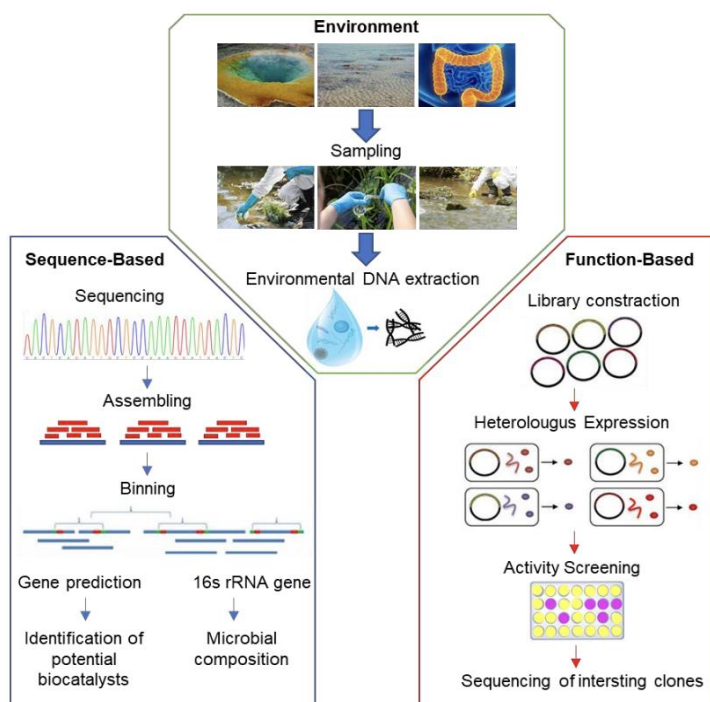 Environment
Sampling
Environmental DNA extraction
Sequence-Based
Sequencing
Assembling
Binning
Gene prediction
16s rRNA gene
Identification of
potential
biocatalysts
Microbial
composition
Function-Based
Library constraction
Heterolougus Expression
Activity Screening
Sequencing of intersting clones